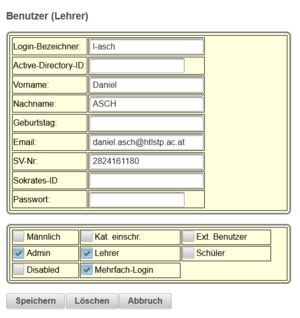 Benutzer (Lehrer)
Login-Bezeichner: l-asch
Active-Directory-ID:
Vorname: Daniel
Nachname: ASCH
Geburtstag:
Email: daniel.asch@htlstp.ac.at
SV-Nr: 2824161180
Sokrates-ID
Passwort:
Männlich Kat. einschr. Ext. Benutzer
Admin Lehrer Schüler
Disabled Mehrfach-Login
Speichern Löschen Abbruch